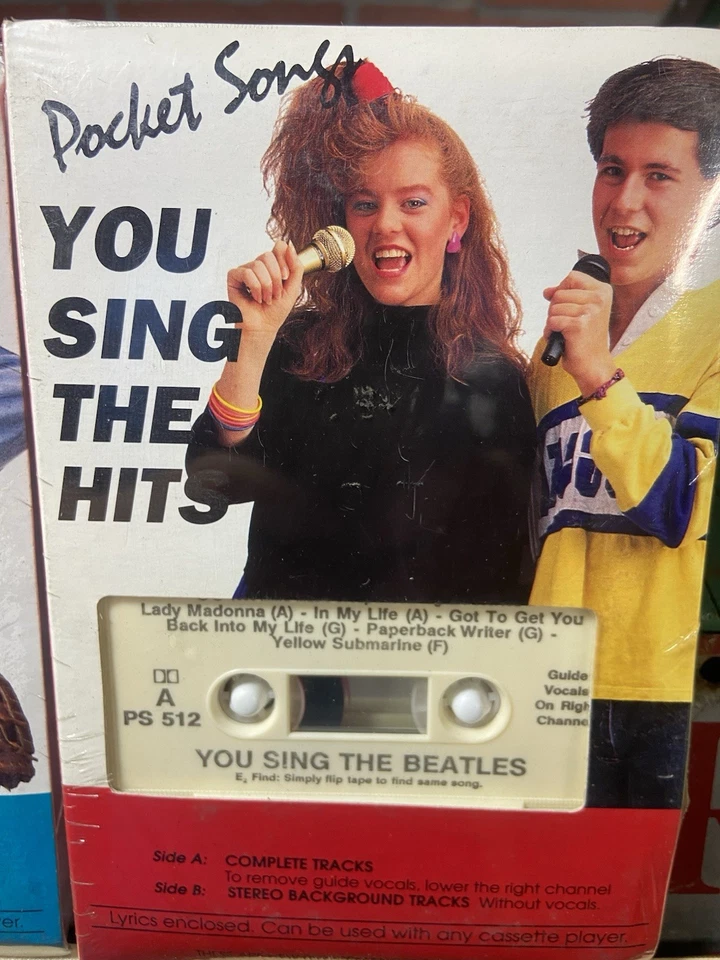 Pocket Songs
YOU
SING
THE
HITS
Lady Madonna (A) - In My Life (A) - Got To Get You
Back Into My Life (G) - Paperback Writer (G) -
Yellow Submarine (F)
A
PS 512
Guide
Vocals
On Righ
Channe
YOU SING THE BEATLES
E, Find: Simply flip tape to find same song.
Side A: COMPLETE TRACKS
To remove guide vocals, lower the right channel
Side B: STEREO BACKGROUND TRACKS Without vocals.
Lyrics enclosed. Can be used with any cassette player.
er.